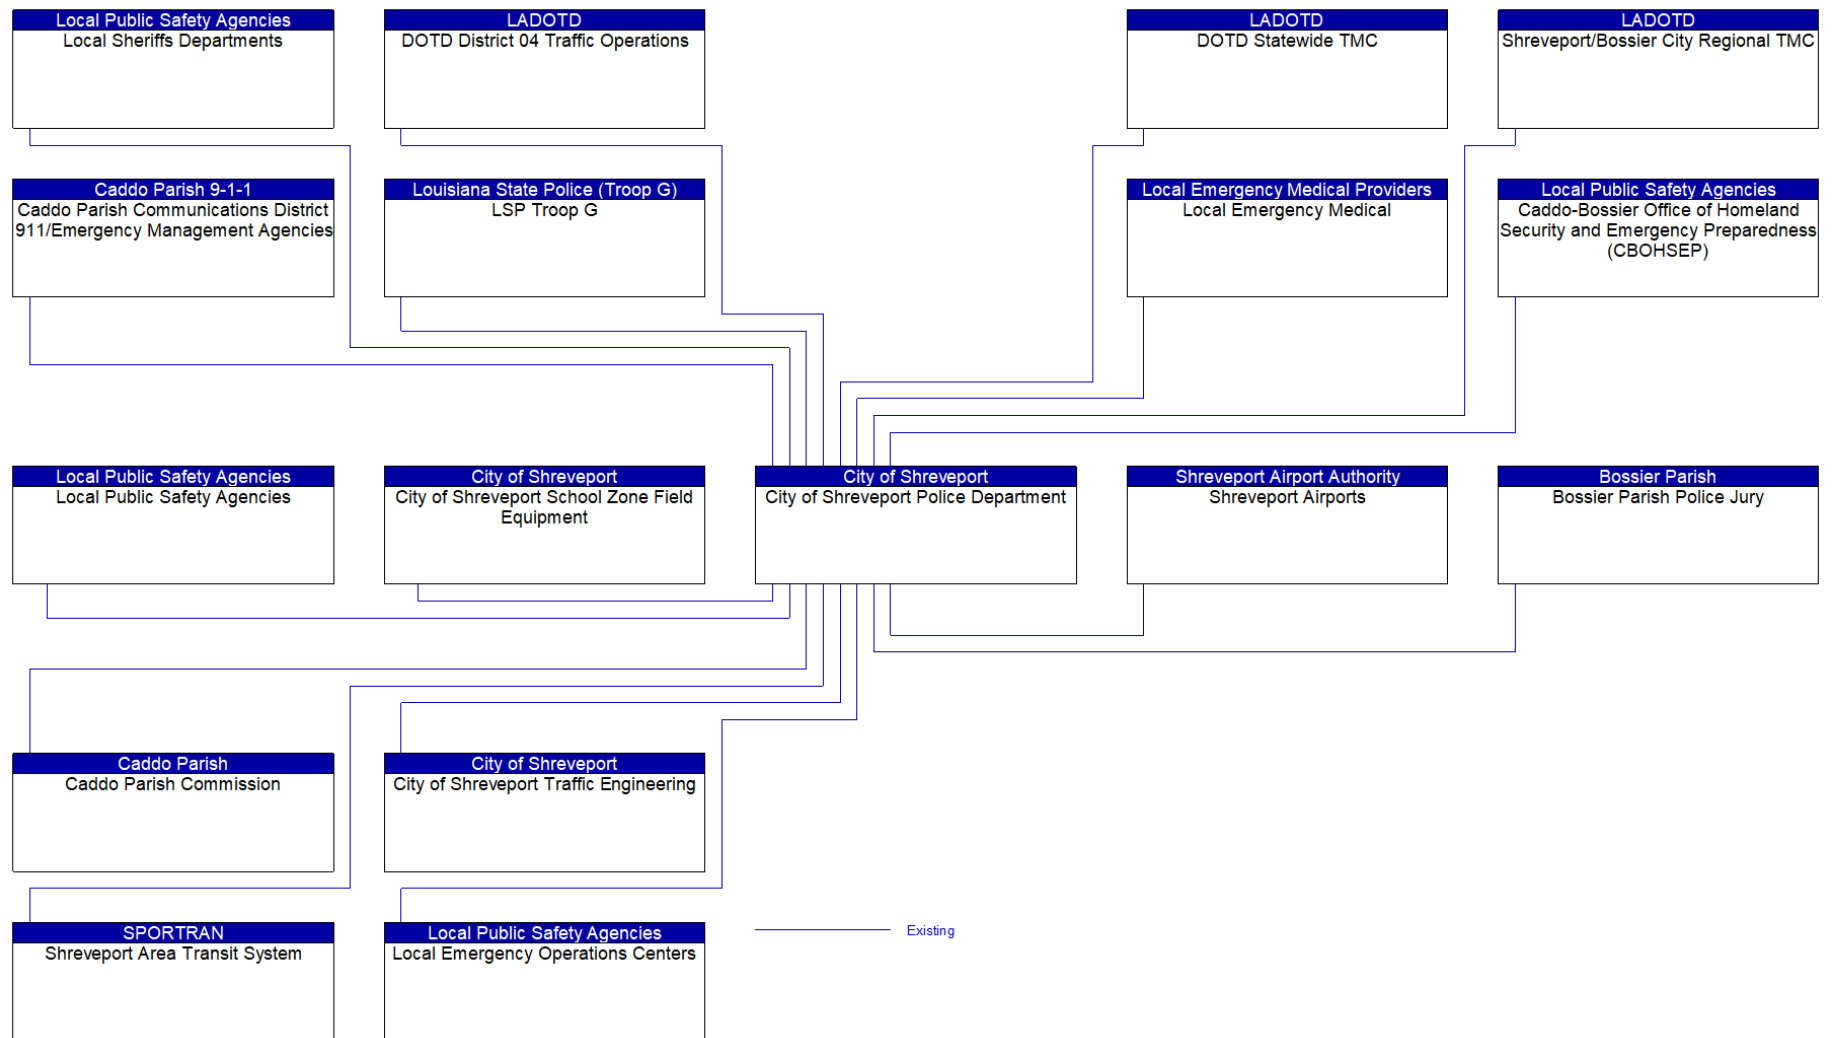 Local Public Safety Agencies
Local Sheriffs Departments
LADOTD
DOTD District 04 Traffic Operations
LADOTD
DOTD Statewide TMC
LADOTD
Shreveport/Bossier City Regional TMC
Caddo Parish 9-1-1
Caddo Parish Communications District
911/Emergency Management Agencies
Louisiana State Police (Troop G)
LSP Troop G
Local Emergency Medical Providers
Local Emergency Medical
Local Public Safety Agencies
Caddo-Bossier Office of Homeland
Security and Emergency Preparedness
(CBOHSEP)
Local Public Safety Agencies
Local Public Safety Agencies
City of Shreveport
City of Shreveport School Zone Field
Equipment
City of Shreveport
City of Shreveport Police Department
Shreveport Airport Authority
Shreveport Airports
Bossier Parish
Bossier Parish Police Jury
Caddo Parish
Caddo Parish Commission
City of Shreveport
City of Shreveport Traffic Engineering
SPORTRAN
Shreveport Area Transit System
Local Public Safety Agencies
Local Emergency Operations Centers
Existing